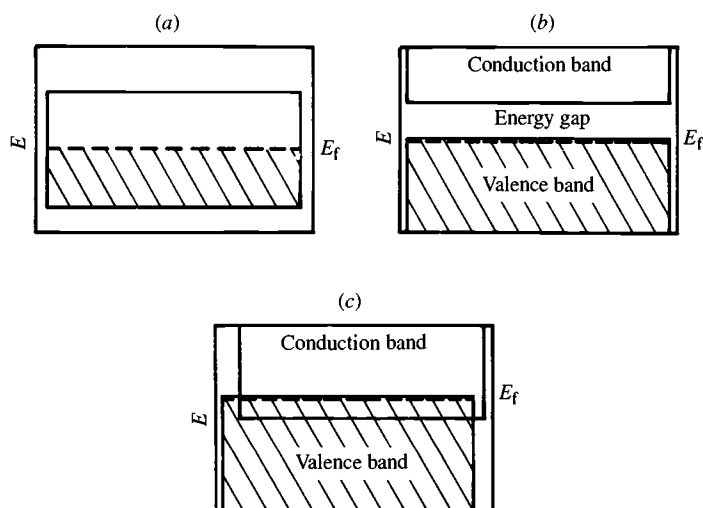 (a)
E
E_f
(b)
Conduction band
Energy gap
E
E_f
Valence band
(c)
Conduction band
E
E_f
Valence band